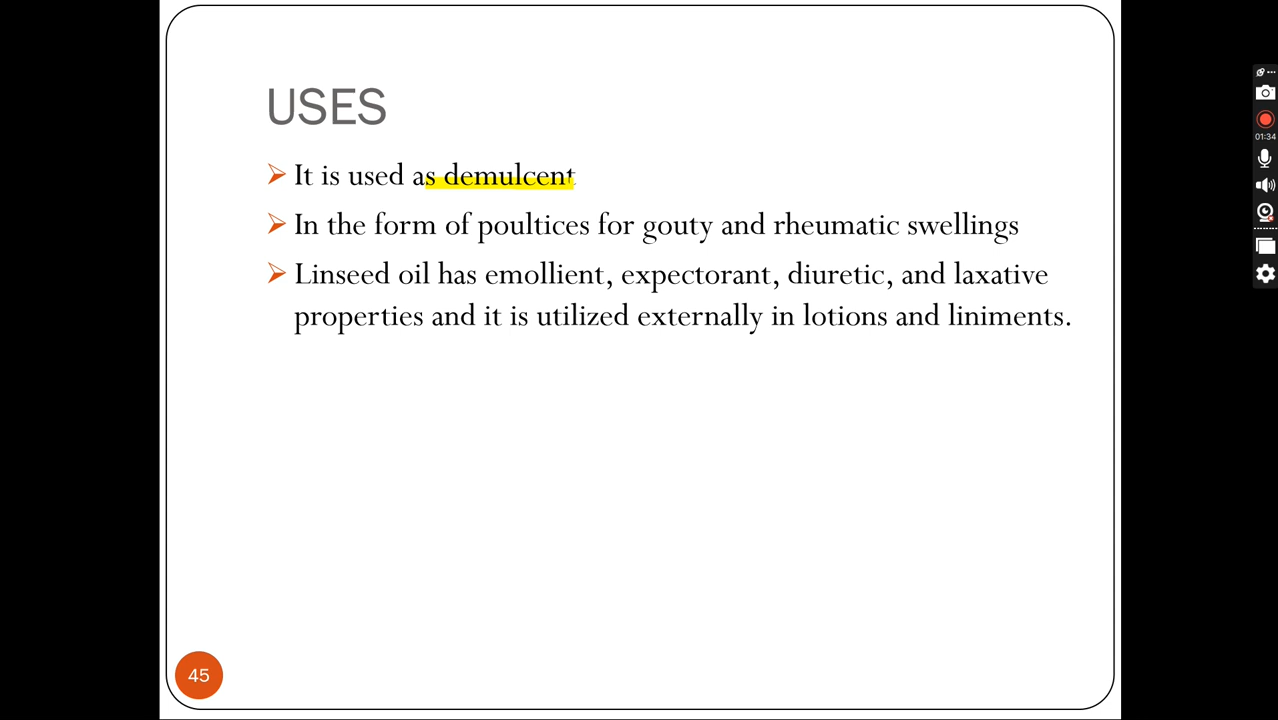 USES
It is used as demulcent
In the form of poultices for gouty and rheumatic swellings
Linseed oil has emollient, expectorant, diuretic, and laxative
properties and it is utilized externally in lotions and liniments.
45
01:34